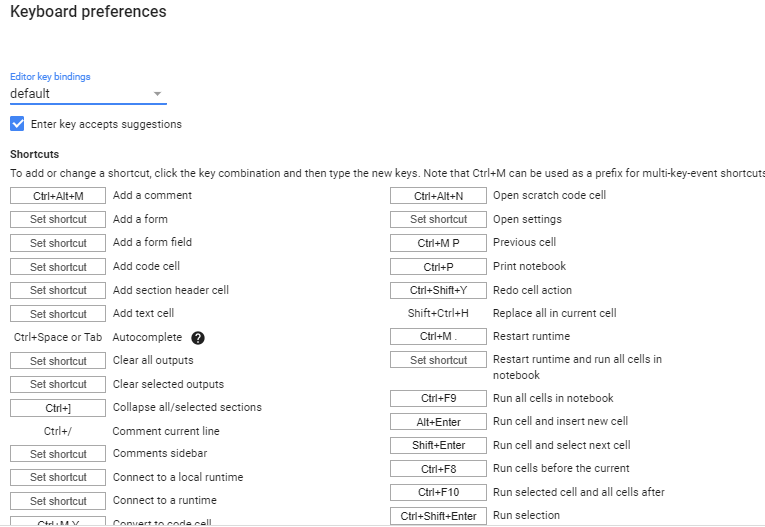 Keyboard preferences
Editor key bindings
default
Enter key accepts suggestions
Shortcuts
To add or change a shortcut, click the key combination and then type the new keys. Note that Ctrl+M can be used as a prefix for multi-key-event shortcuts
Ctrl+Alt+M Add a comment
Set shortcut Add a form
Set shortcut Add a form field
Set shortcut Add code cell
Set shortcut Add section header cell
Set shortcut Add text cell
Ctrl+Space or Tab Autocomplete ?
Set shortcut Clear all outputs
Set shortcut Clear selected outputs
Ctrl+] Collapse all/selected sections
Ctrl+/ Comment current line
Set shortcut Comments sidebar
Set shortcut Connect to a local runtime
Set shortcut Connect to a runtime
Ctrl+M Y Convert to code cell
Ctrl+Alt+N Open scratch code cell
Set shortcut Open settings
Ctrl+M P Previous cell
Ctrl+P Print notebook
Ctrl+Shift+Y Redo cell action
Shift+Ctrl+H Replace all in current cell
Ctrl+M . Restart runtime
Set shortcut Restart runtime and run all cells in
notebook
Ctrl+F9 Run all cells in notebook
Alt+Enter Run cell and insert new cell
Shift+Enter Run cell and select next cell
Ctrl+F8 Run cells before the current
Ctrl+F10 Run selected cell and all cells after
Ctrl+Shift+Enter Run selection